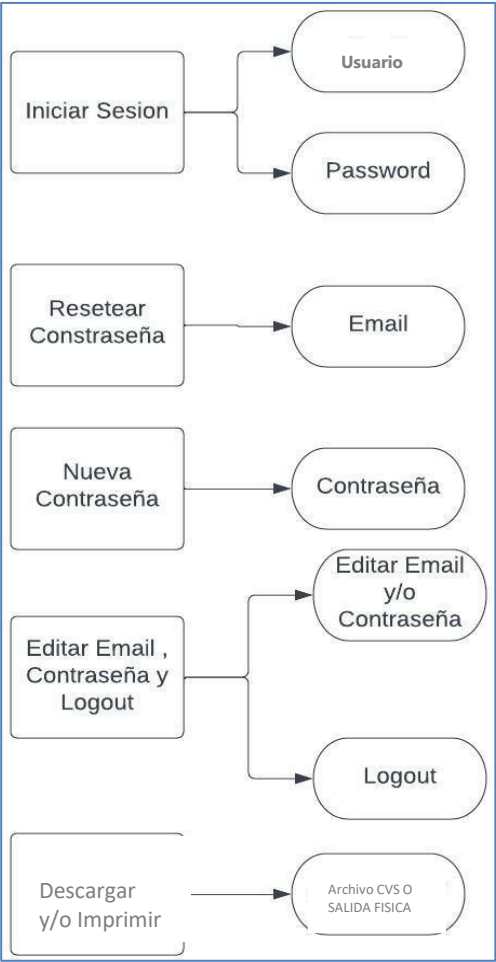 Usuario
Iniciar Sesion
Password
Resetear
Constraseña
Email
Nueva
Contraseña
Contraseña
Editar Email
y/o
Contraseña
Editar Email ,
Contraseña y
Logout
Logout
Descargar
y/o Imprimir
Archivo CVS O
SALIDA FISICA